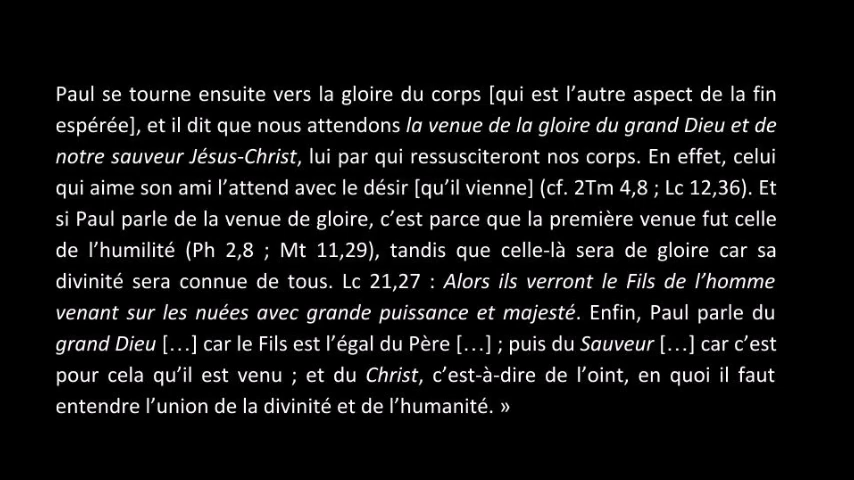 Paul se tourne ensuite vers la gloire du corps [qui est l’autre aspect de la fin
espérée], et il dit que nous attendons la venue de la gloire du grand Dieu et de
notre sauveur Jésus-Christ, lui par qui ressusciteront nos corps. En effet, celui
qui aime son ami l’attend avec le désir [qu’il vienne] (cf. 2Tm 4,8 ; Lc 12,36). Et
si Paul parle de la venue de gloire, c’est parce que la première venue fut celle
de l’humilité (Ph 2,8 ; Mt 11,29), tandis que celle-là sera de gloire car sa
divinité sera connue de tous. Lc 21,27 : Alors ils verront le Fils de l’homme
venant sur les nuées avec grande puissance et majesté. Enfin, Paul parle du
grand Dieu […] car le Fils est l’égal du Père […] ; puis du Sauveur […] car c’est
pour cela qu’il est venu ; et du Christ, c’est-à-dire de l’oint, en quoi il faut
entendre l’union de la divinité et de l’humanité. »